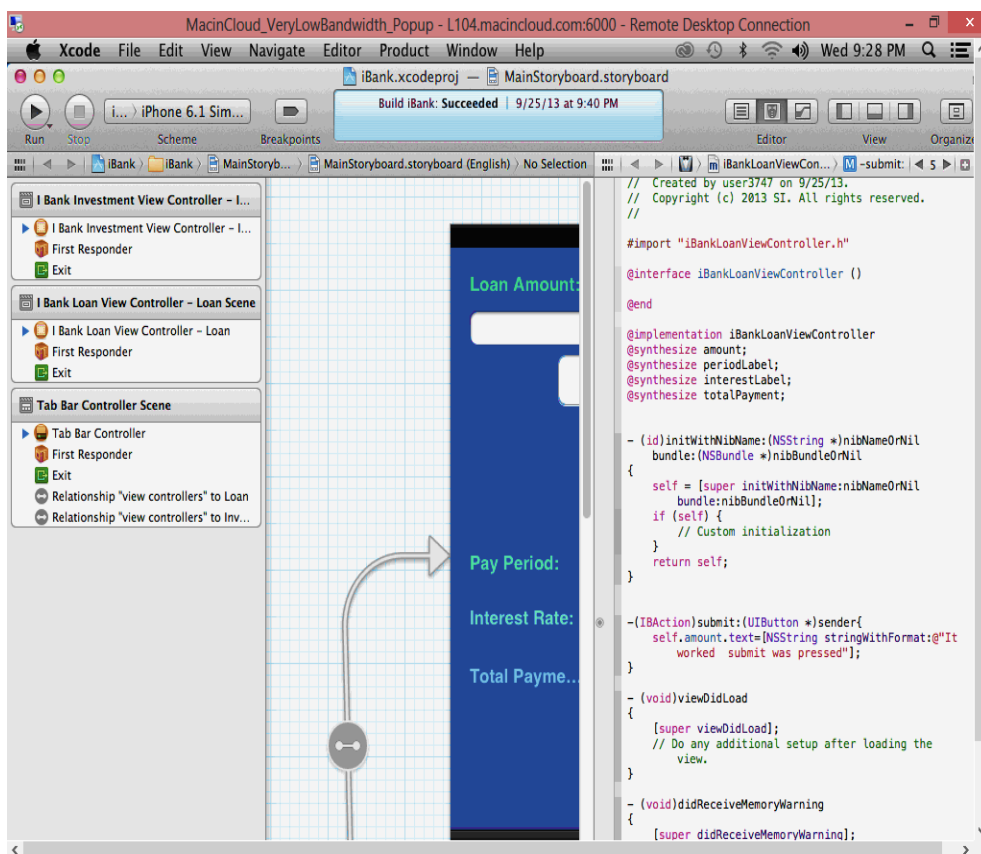 MacinCloud_VeryLowBandwidth_Popup - L104.macincloud.com:6000 - Remote Desktop Connection
Xcode File Edit View Navigate Editor Product Window Help Wed 9:28 PM
iBank.xcodeproj — MainStoryboard.storyboard
i... iPhone 6.1 Sim...
Build iBank: Succeeded | 9/25/13 at 9:40 PM
Run Stop Scheme Breakpoints Editor View Organize
iBank iBank MainStoryb... MainStoryboard.storyboard (English) No Selection
m iBankLoanViewCon... M -submit: 5
I Bank Investment View Controller – I...
I Bank Investment View Controller – I...
First Responder
Exit
I Bank Loan View Controller – Loan Scene
I Bank Loan View Controller – Loan
First Responder
Exit
Tab Bar Controller Scene
Tab Bar Controller
First Responder
Exit
Relationship "view controllers" to Loan
Relationship "view controllers" to Inv...
Loan Amount:
Pay Period:
Interest Rate:
Total Payme...
// Created by user3747 on 9/25/13.
// Copyright (c) 2013 SI. All rights reserved.
//
#import "iBankLoanViewController.h"
@interface iBankLoanViewController ()
@end
@implementation iBankLoanViewController
@synthesize amount;
@synthesize periodLabel;
@synthesize interestLabel;
@synthesize totalPayment;
- (id)initWithNibName:(NSString *)nibNameOrNil
bundle:(NSBundle *)nibBundleOrNil
{
self = [super initWithNibName:nibNameOrNil
bundle:nibBundleOrNil];
if (self) {
// Custom initialization
}
return self;
}
-(IBAction)submit:(UIButton *)sender{
self.amount.text=[NSString stringWithFormat:@"It
worked  submit was pressed"];
}
- (void)viewDidLoad
{
[super viewDidLoad];
// Do any additional setup after loading the
view.
}
- (void)didReceiveMemoryWarning
{
[super didReceiveMemoryWarning];